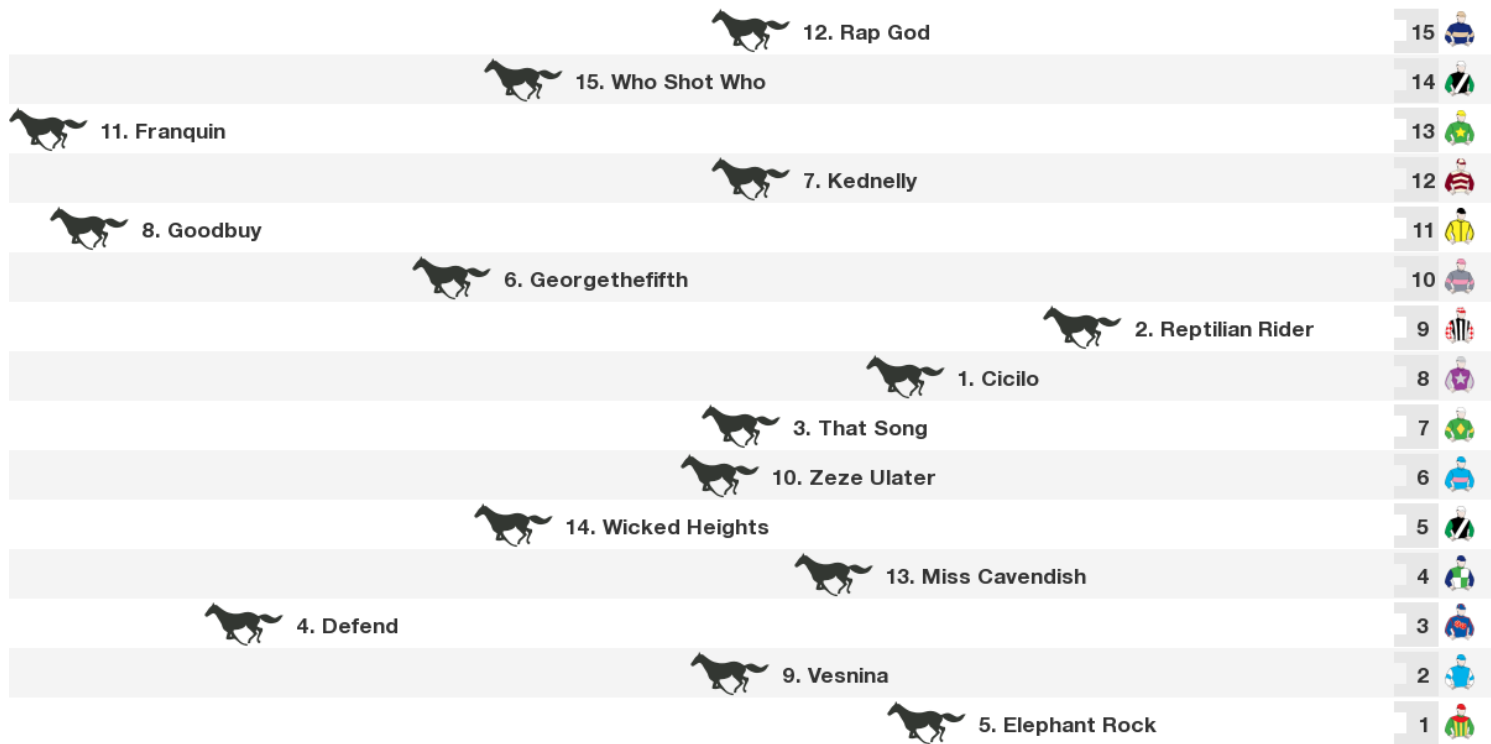 12. Rap God 15
15. Who Shot Who 14
11. Franquin 13
7. Kednelly 12
8. Goodbuy 11
6. Georgethefifth 10
2. Reptilian Rider 9
1. Cicilo 8
3. That Song 7
10. Zeze Ulater 6
14. Wicked Heights 5
13. Miss Cavendish 4
4. Defend 3
9. Vesnina 2
5. Elephant Rock 1